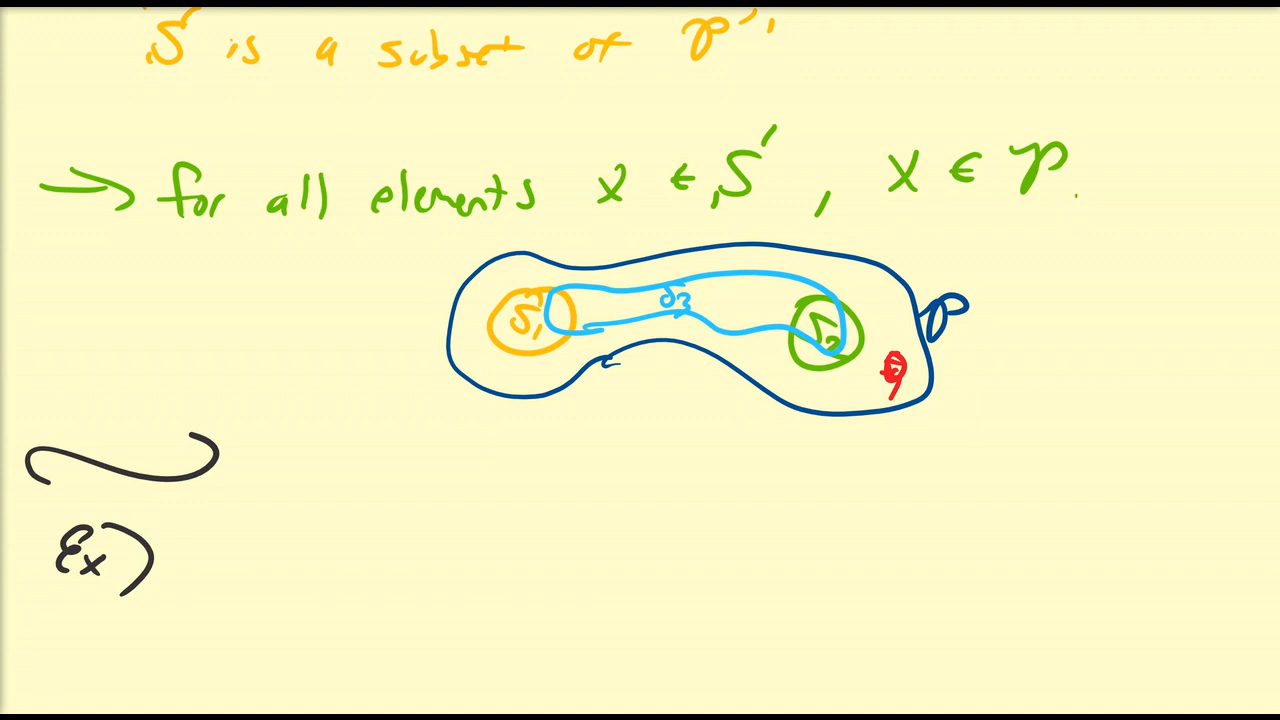 S is a subset of P'.
→ for all elements x ∈ S', x ∈ P.
S₁ S₃ S₂ P
Ex)